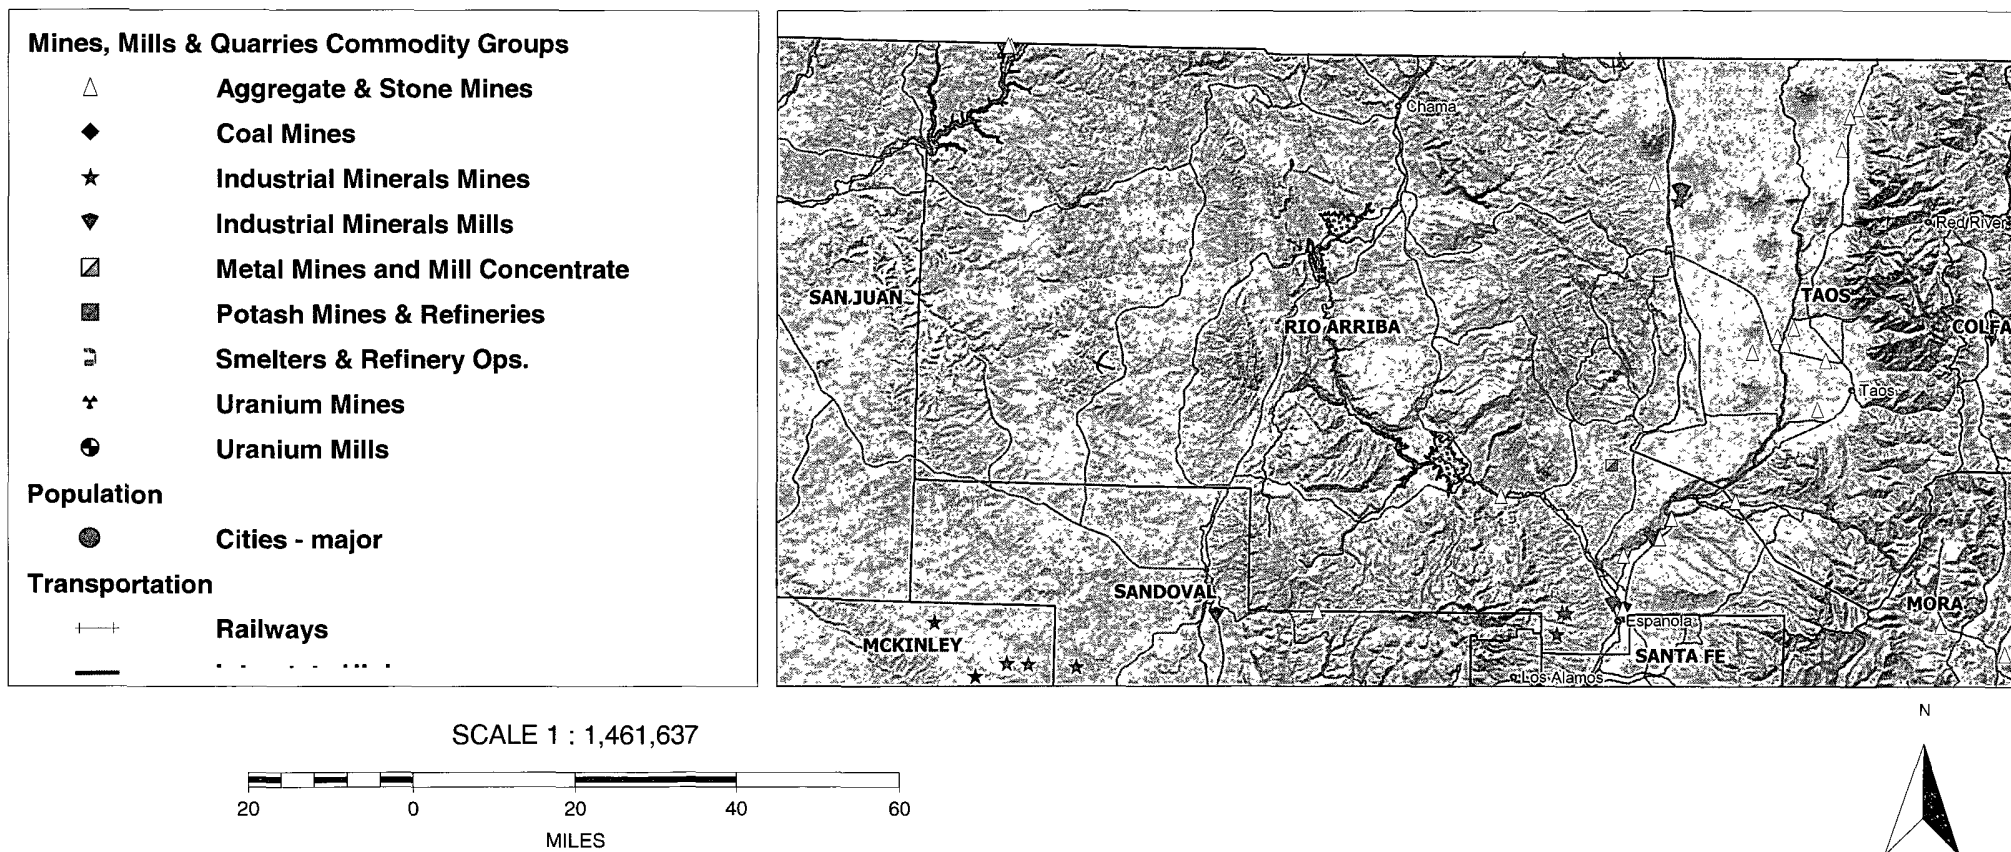 Mines, Mills & Quarries Commodity Groups
Aggregate & Stone Mines
Coal Mines
Industrial Minerals Mines
Industrial Minerals Mills
Metal Mines and Mill Concentrate
Potash Mines & Refineries
Smelters & Refinery Ops.
Uranium Mines
Uranium Mills
Population
Cities - major
Transportation
Railways
Chama
Red River
SAN JUAN
RIO ARRIBA
TAOS
COLFA
Taos
SANDOVAL
MCKINLEY
Espanola
MORA
SANTA FE
Los Alamos
SCALE 1 : 1,461,637
20 0 20 40 60
MILES
N